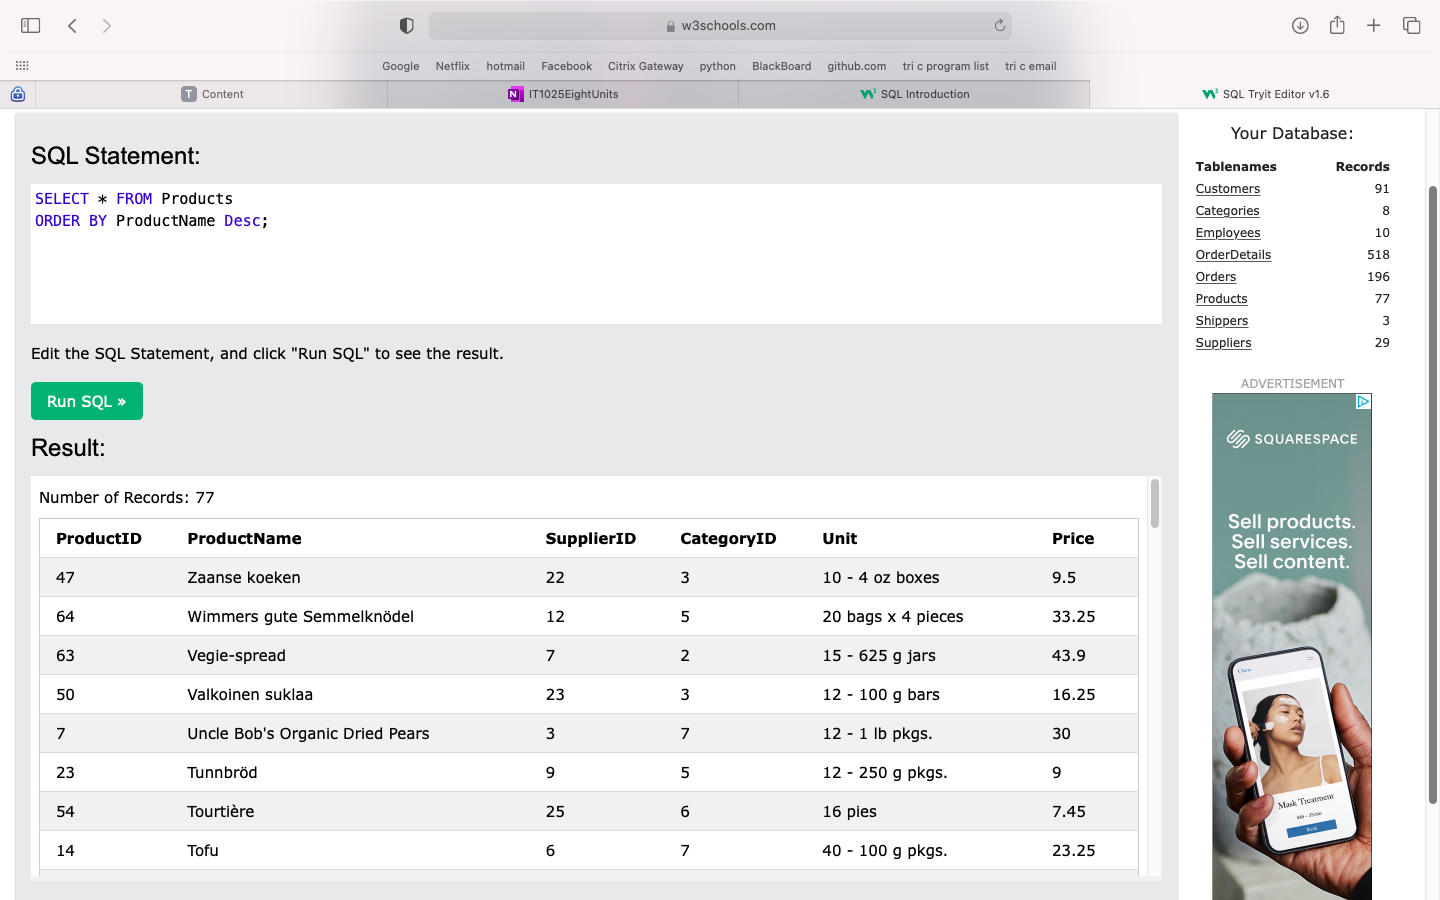 w3schools.com
Google Netflix hotmail Facebook Citrix Gateway python BlackBoard github.com tri c program list tri c email
T Content
N IT1025EightUnits
SQL Introduction
SQL Tryit Editor v1.6
SQL Statement:
SELECT * FROM Products
ORDER BY ProductName Desc;
Edit the SQL Statement, and click "Run SQL" to see the result.
Run SQL »
Result:
Number of Records: 77
ProductID ProductName SupplierID CategoryID Unit Price
47 Zaanse koeken 22 3 10 - 4 oz boxes 9.5
64 Wimmers gute Semmelknödel 12 5 20 bags x 4 pieces 33.25
63 Vegie-spread 7 2 15 - 625 g jars 43.9
50 Valkoinen suklaa 23 3 12 - 100 g bars 16.25
7 Uncle Bob's Organic Dried Pears 3 7 12 - 1 lb pkgs. 30
23 Tunnbröd 9 5 12 - 250 g pkgs. 9
54 Tourtière 25 6 16 pies 7.45
14 Tofu 6 7 40 - 100 g pkgs. 23.25
Your Database:
Tablenames Records
Customers 91
Categories 8
Employees 10
OrderDetails 518
Orders 196
Products 77
Shippers 3
Suppliers 29
ADVERTISEMENT
SQUARESPACE
Sell products.
Sell services.
Sell content.
Mask Treatment
Book